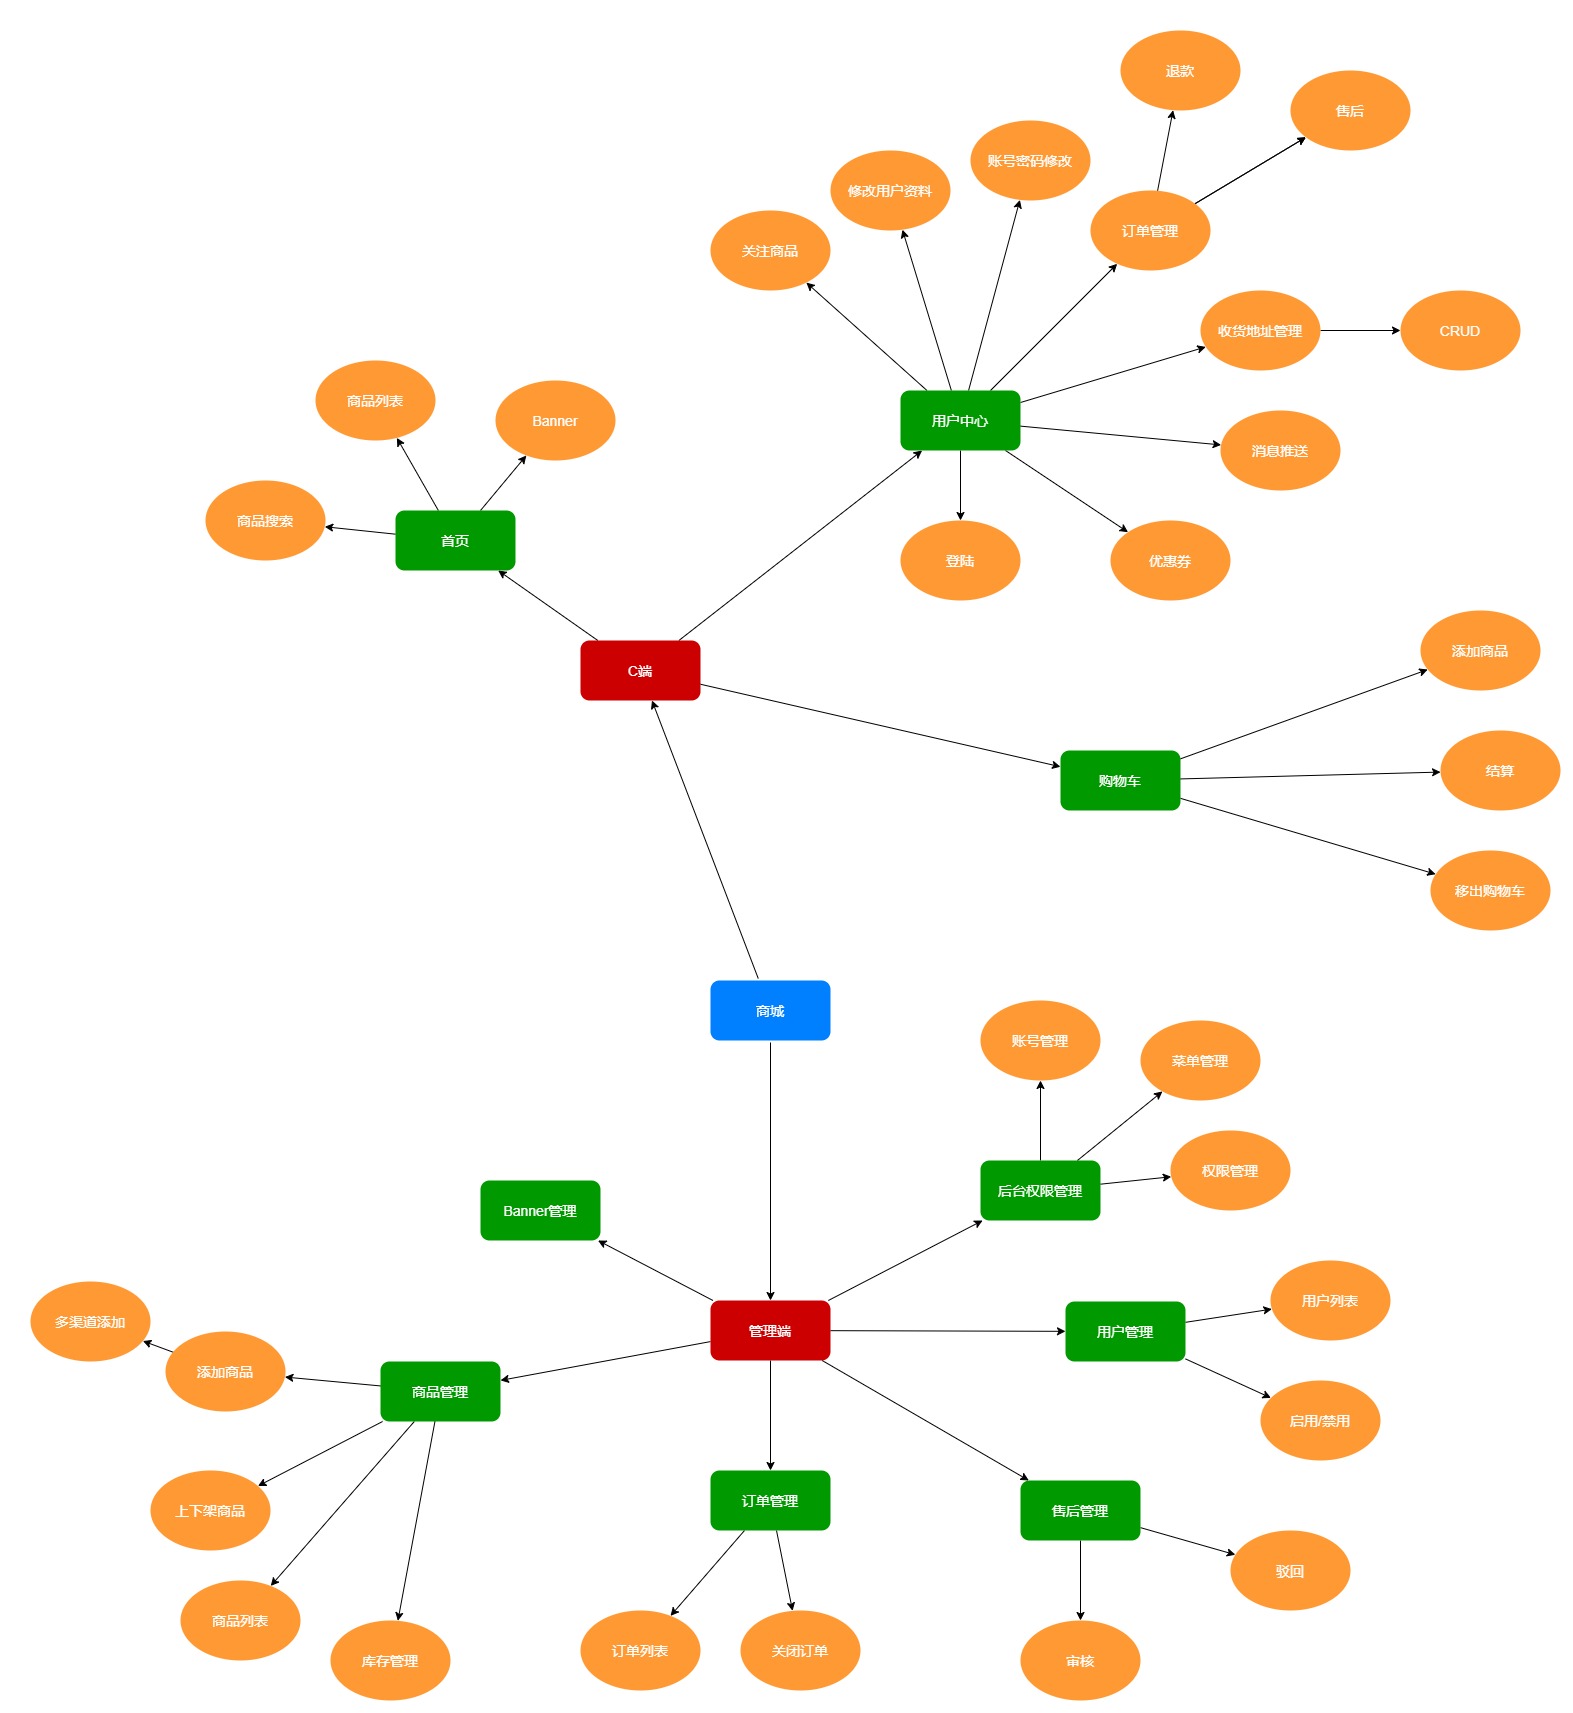 退款
售后
账号密码修改
修改用户资料
订单管理
关注商品
收货地址管理
CRUD
商品列表
Banner
用户中心
消息推送
商品搜索
首页
登陆
优惠券
C端
添加商品
购物车
结算
移出购物车
商城
账号管理
菜单管理
权限管理
后台权限管理
Banner管理
用户列表
多渠道添加
管理端
用户管理
添加商品
商品管理
启用/禁用
上下架商品
订单管理
售后管理
驳回
商品列表
库存管理
订单列表
关闭订单
审核